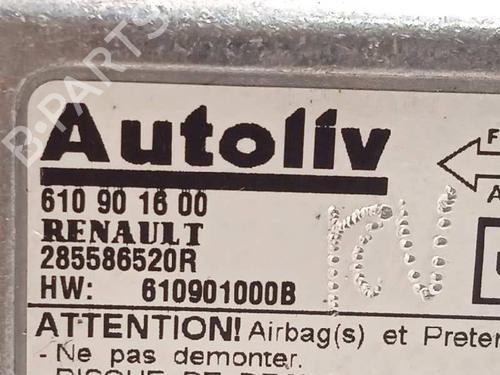 B-PARTS
Autoliv
610 90 16 00
RENAULT
285586520R
HW: 610901000B
ATTENTION! Airbag(s) et Preten
- Ne pas demonter.
F
A